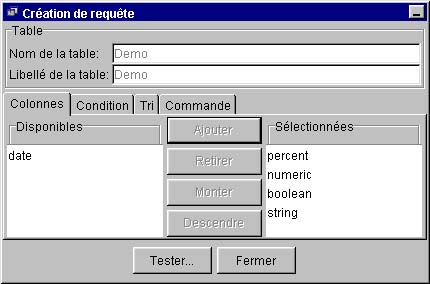 Création de requête
Table
Nom de la table: Demo
Libellé de la table: Demo
Colonnes Condition Tri Commande
Disponibles
date
Ajouter
Retirer
Monter
Descendre
Sélectionnées
percent
numeric
boolean
string
Tester... Fermer